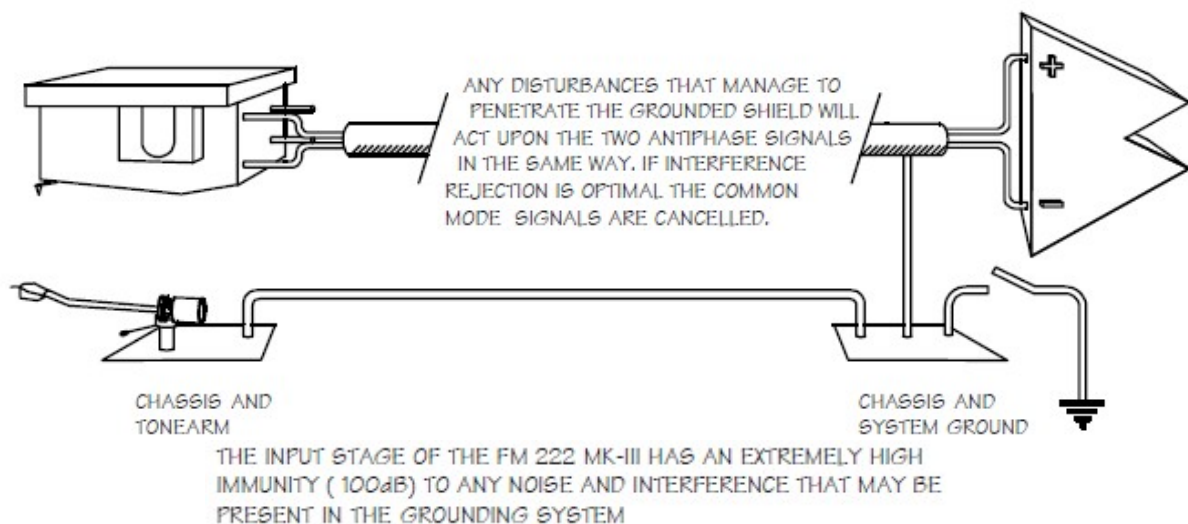 ANY DISTURBANCES THAT MANAGE TO
PENETRATE THE GROUNDED SHIELD WILL
ACT UPON THE TWO ANTIPHASE SIGNALS
IN THE SAME WAY. IF INTERFERENCE
REJECTION IS OPTIMAL THE COMMON
MODE SIGNALS ARE CANCELLED.
+
-
CHASSIS AND
TONEARM
CHASSIS AND
SYSTEM GROUND
THE INPUT STAGE OF THE FM 222 MK-III HAS AN EXTREMELY HIGH
IMMUNITY ( 100dB) TO ANY NOISE AND INTERFERENCE THAT MAY BE
PRESENT IN THE GROUNDING SYSTEM